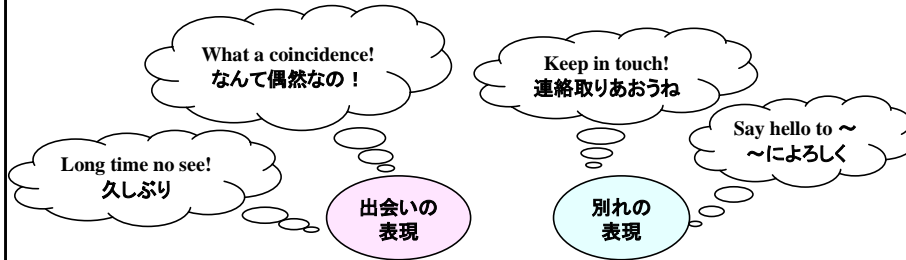 What a coincidence!
なんて偶然なの！
Keep in touch!
連絡取りあおうね
Say hello to ～
～によろしく
Long time no see!
久しぶり
出会いの
表現
別れの
表現